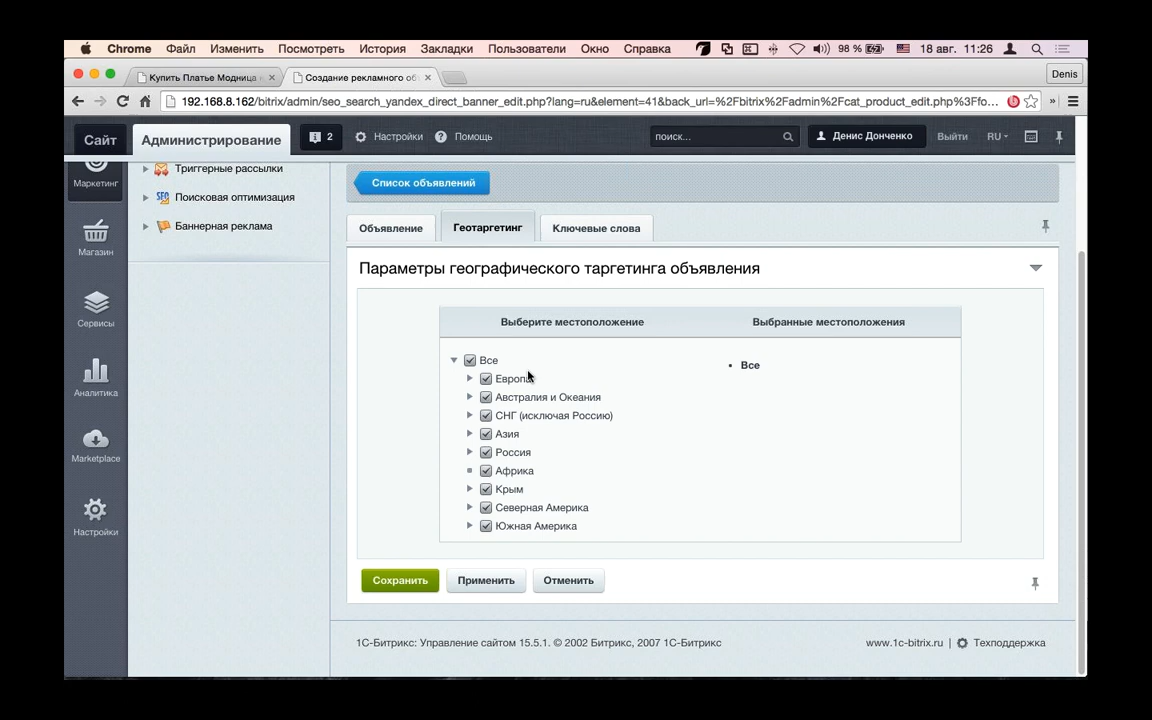 Chrome Файл Изменить Посмотреть История Закладки Пользователи Окно Справка 98 % 18 авг. 11:26
Купить Платье Модница Создание рекламного об Denis
192.168.8.162/bitrix/admin/seo_search_yandex_direct_banner_edit.php?lang=ru&element=41&back_url=%2Fbitrix%2Fadmin%2Fcat_product_edit.php%3Ffo...
Сайт Администрирование 2 Настройки Помощь поиск... Денис Донченко Выйти RU
Триггерные рассылки
Маркетинг
Поисковая оптимизация
Баннерная реклама
Магазин
Сервисы
Аналитика
Marketplace
Настройки
Список объявлений
Объявление Геотаргетинг Ключевые слова
Параметры географического таргетинга объявления
Выберите местоположение Выбранные местоположения
Все
• Все
Европа
Австралия и Океания
СНГ (исключая Россию)
Азия
Россия
Африка
Крым
Северная Америка
Южная Америка
Сохранить Применить Отменить
1С-Битрикс: Управление сайтом 15.5.1. © 2002 Битрикс, 2007 1С-Битрикс www.1c-bitrix.ru | Техподдержка